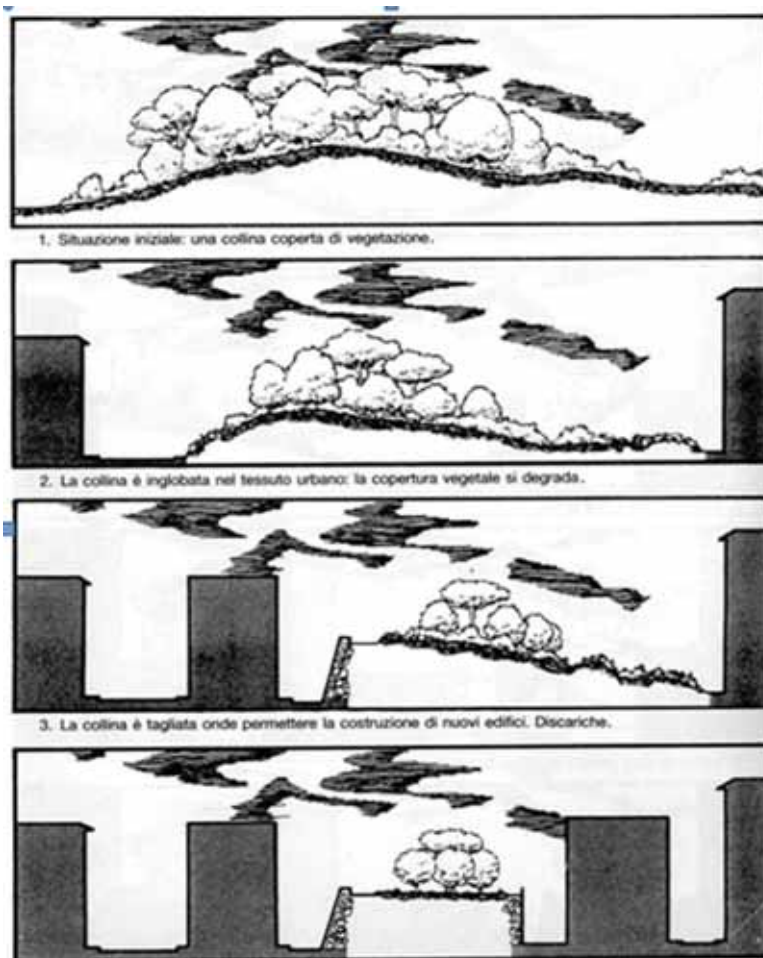 1. Situazione iniziale: una collina coperta di vegetazione.
2. La collina è inglobata nel tessuto urbano: la copertura vegetale si degrada.
3. La collina è tagliata onde permettere la costruzione di nuovi edifici. Discariche.